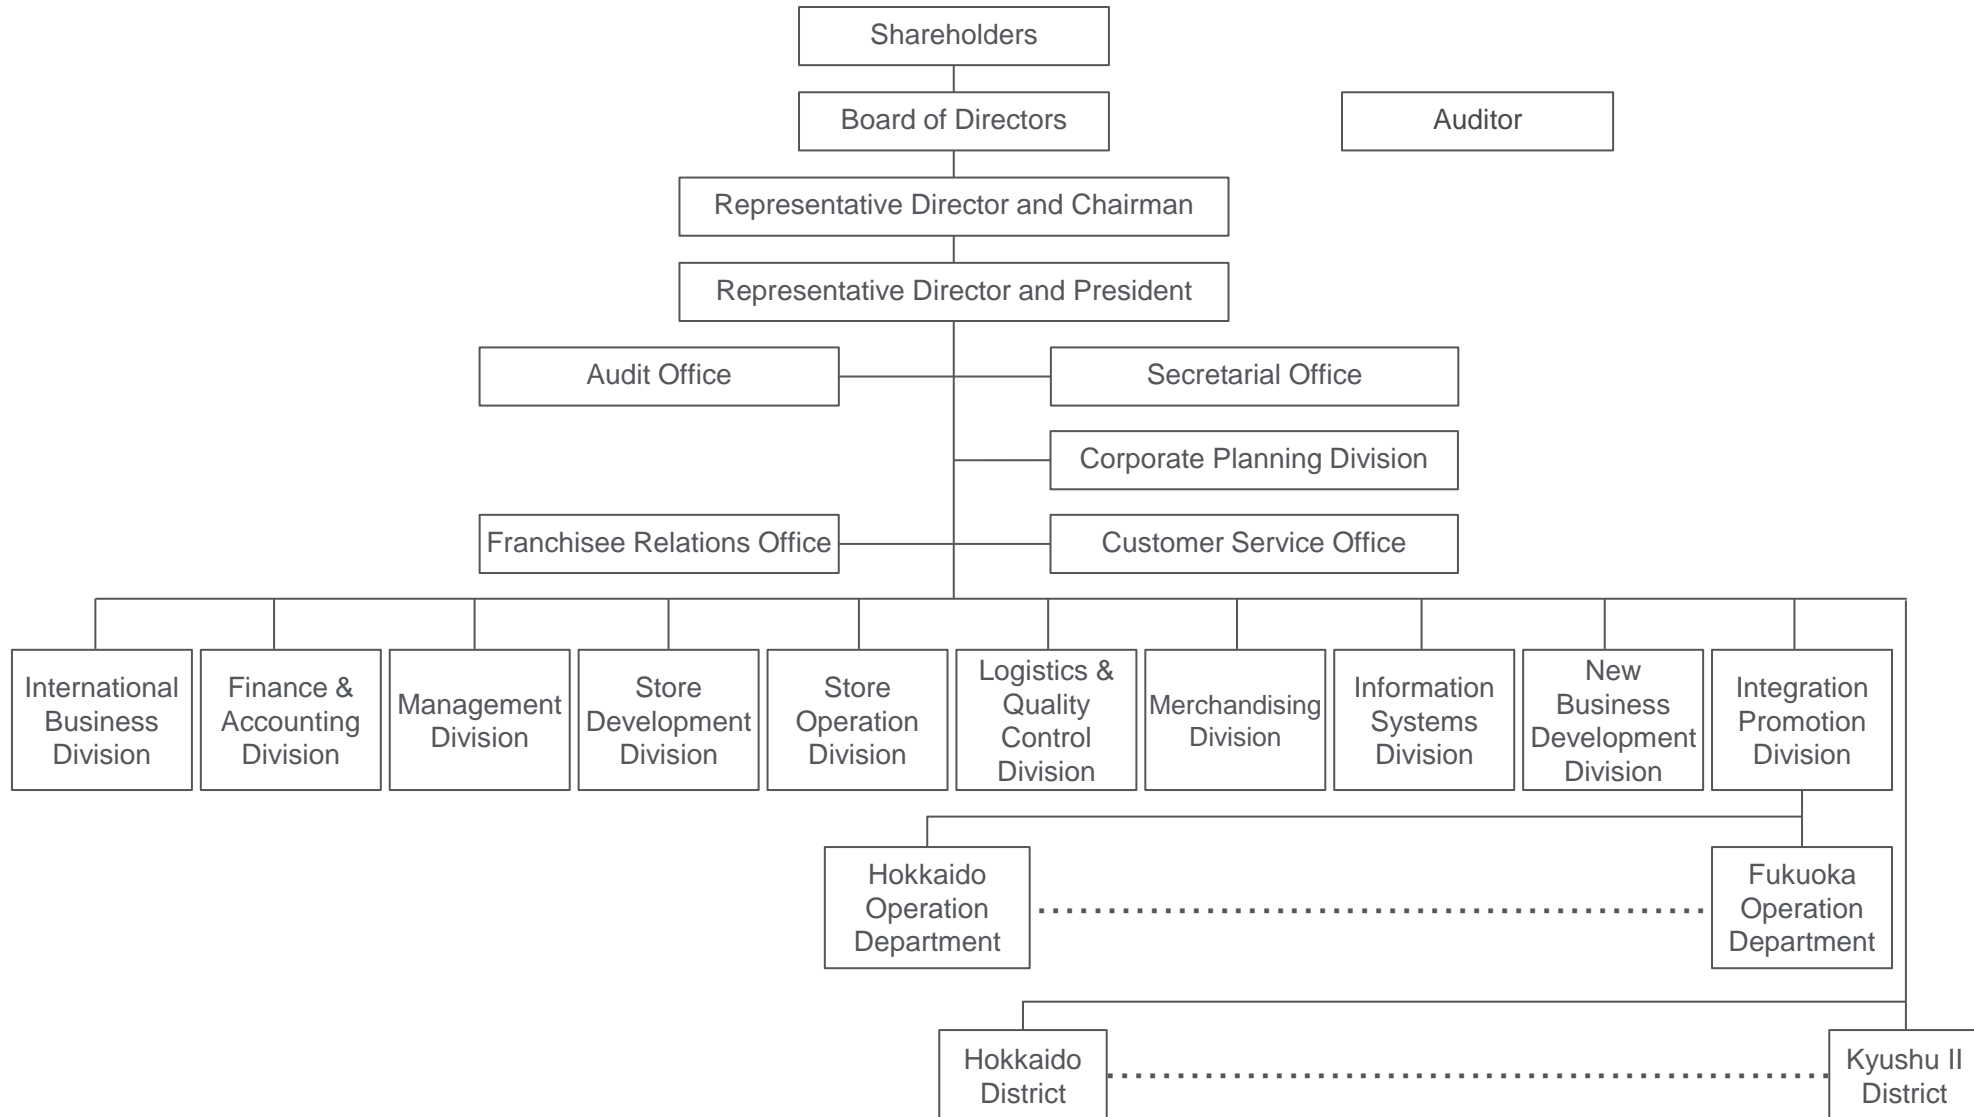 Shareholders
Board of Directors
Auditor
Representative Director and Chairman
Representative Director and President
Audit Office
Secretarial Office
Corporate Planning Division
Franchisee Relations Office
Customer Service Office
International
Business
Division
Finance &
Accounting
Division
Management
Division
Store
Development
Division
Store
Operation
Division
Logistics &
Quality
Control
Division
Merchandising
Division
Information
Systems
Division
New
Business
Development
Division
Integration
Promotion
Division
Hokkaido
Operation
Department
Fukuoka
Operation
Department
Hokkaido
District
Kyushu II
District